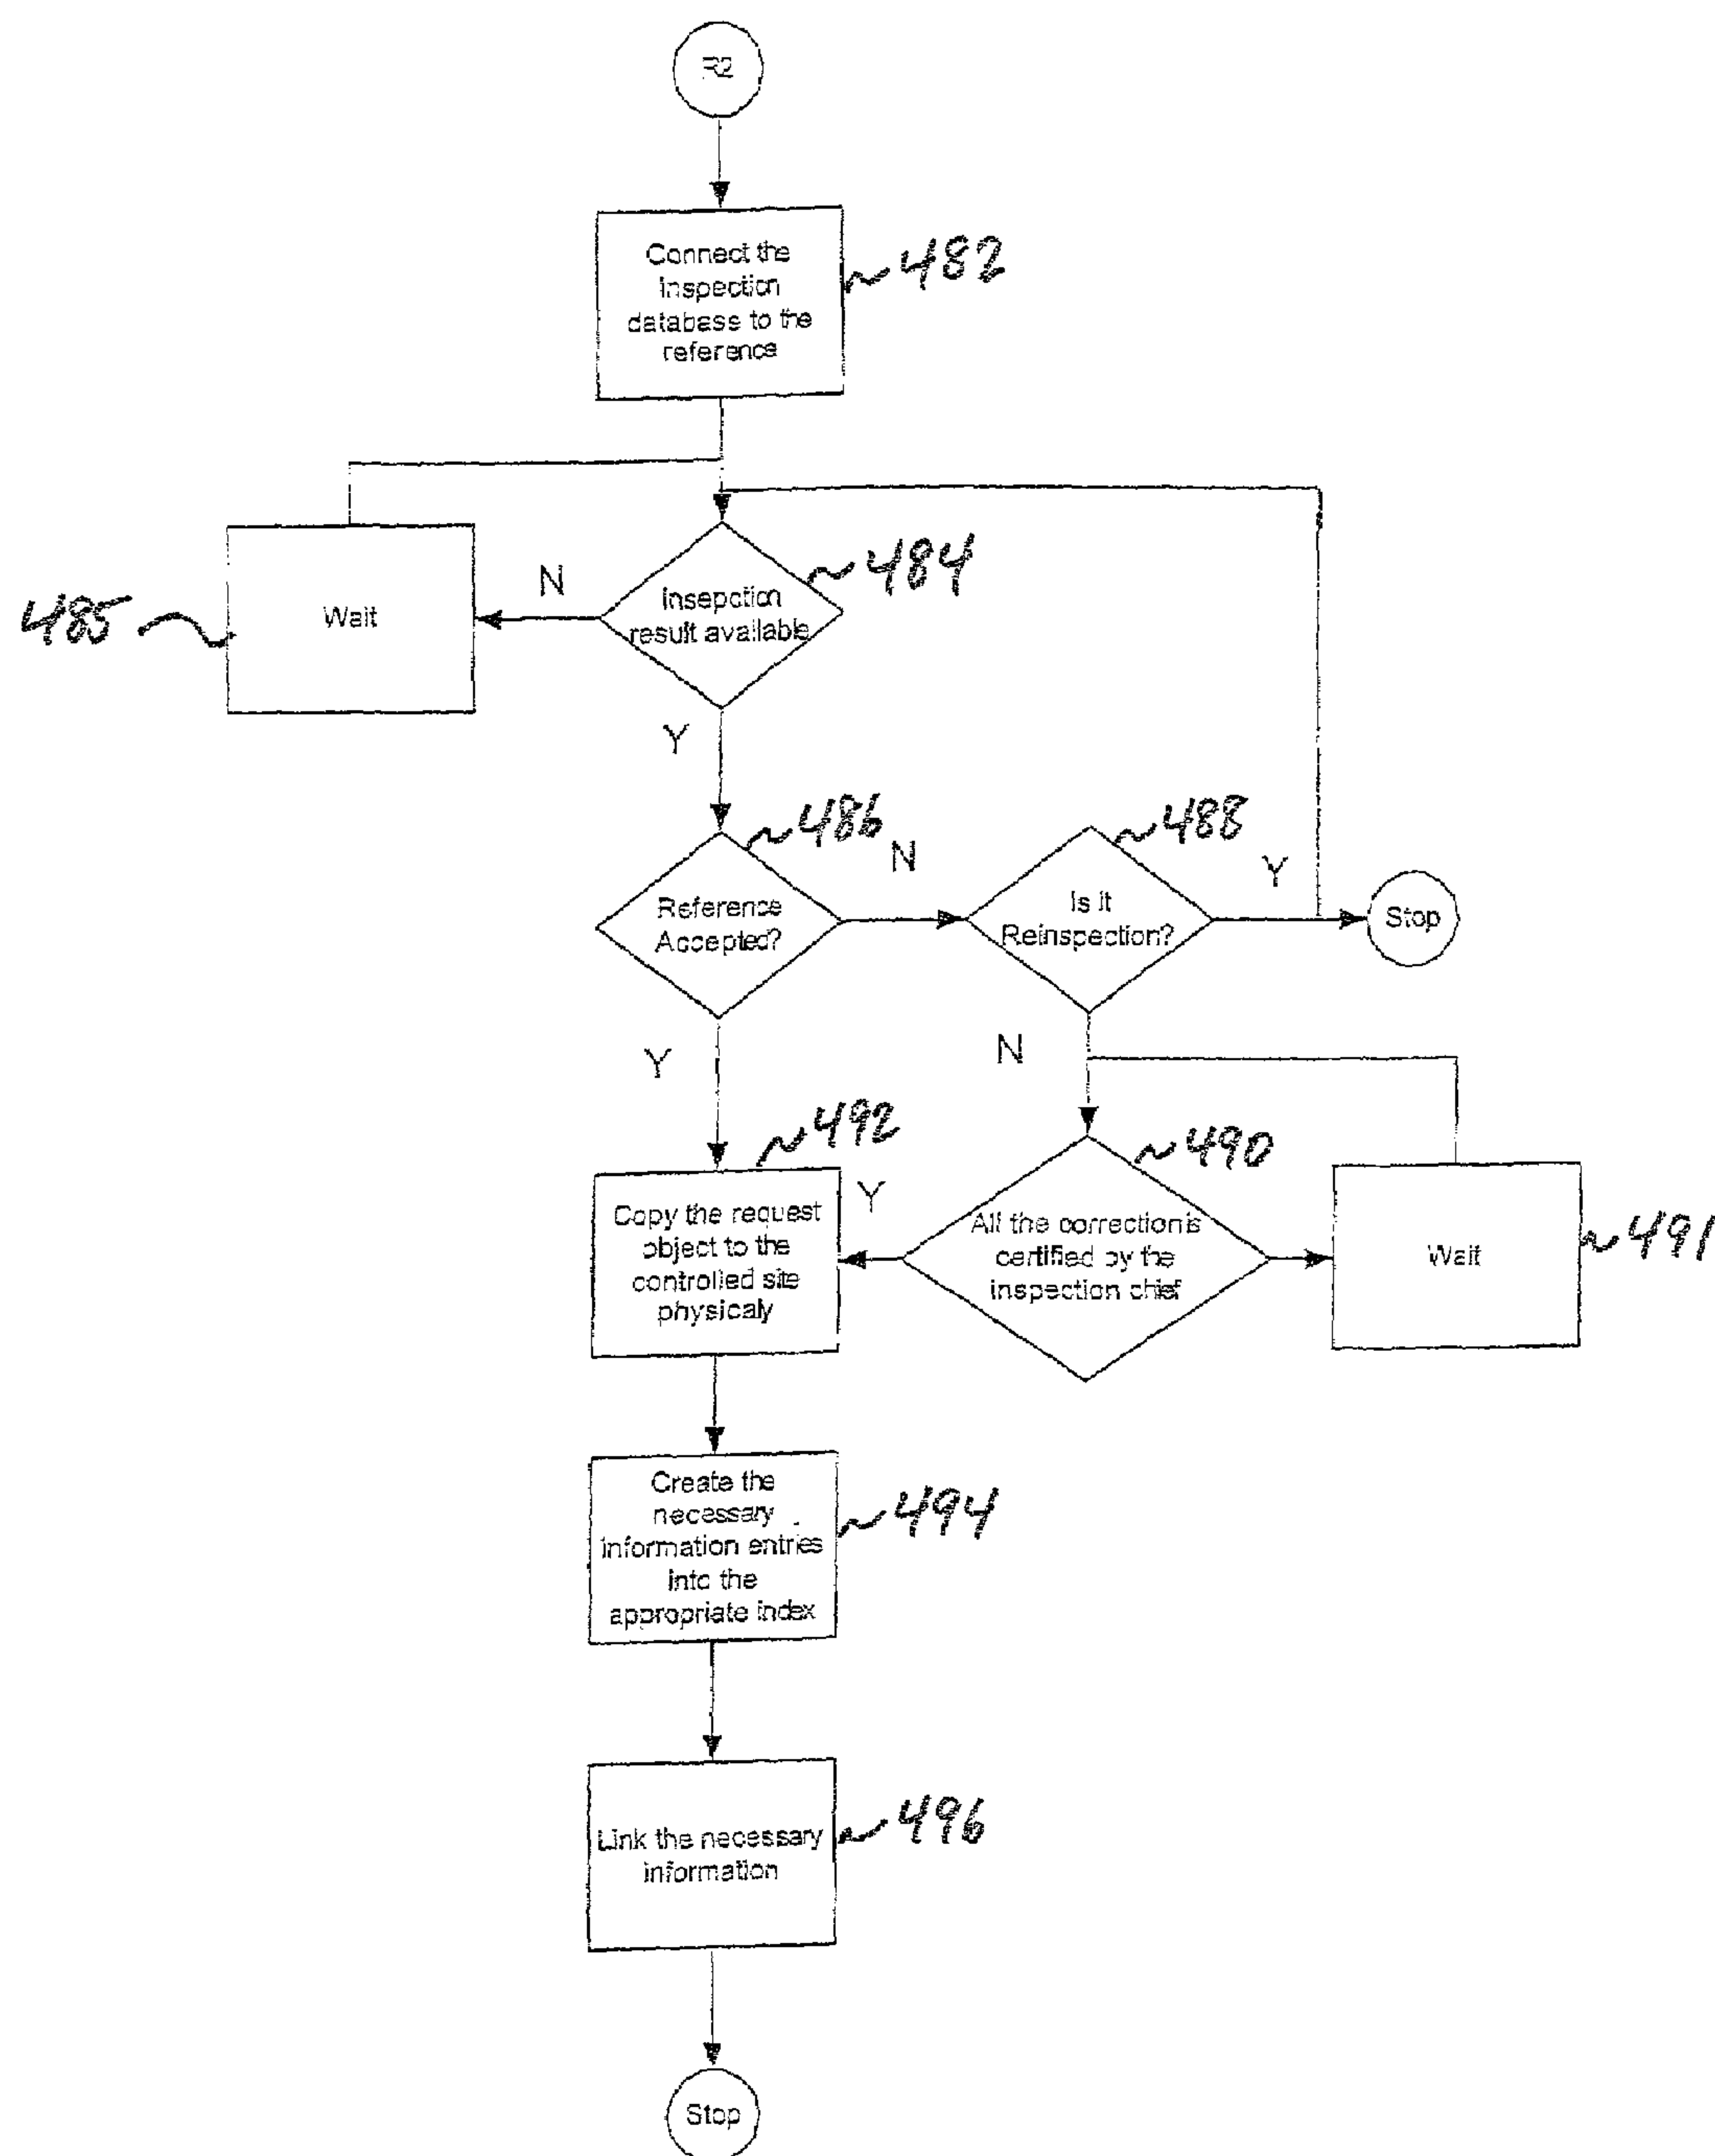 R2
Connect the
Inspection
database to the
reference
~482
N
Insepction
result available
~484
485
Wait
Y
~486
N
~488
Y
Reference
Accepted?
Is it
Reinspection?
Stop
Y
N
~492
~490
Copy the request
object to the
controlled site
physicaly
Y
All the correction is
certified by the
inspection chief
Wait
~491
Create the
necessary
information entries
into the
appropriate index
~494
Link the necessary
information
~496
Stop